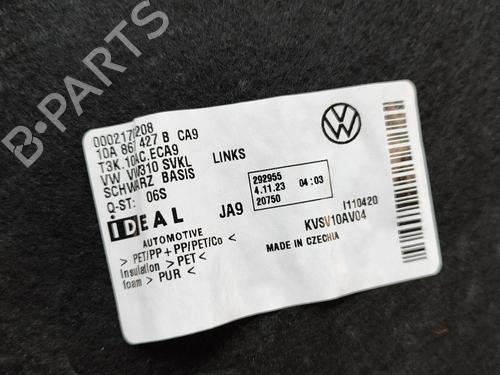 000217208
10A 867 427 B CA9
T3K.10AC.ECA9
VW VW310 SVKL LINKS
SCHWARZ BASIS
Q-ST: 06S
IDEAL
AUTOMOTIVE
JA9
292955
4.11.23 04:03
20750
I110420
KVSV10AV04
MADE IN CZECHIA
> PET/PP + PP/PET/Co <
Insulation > PET <
foam > PUR <
B-PARTS